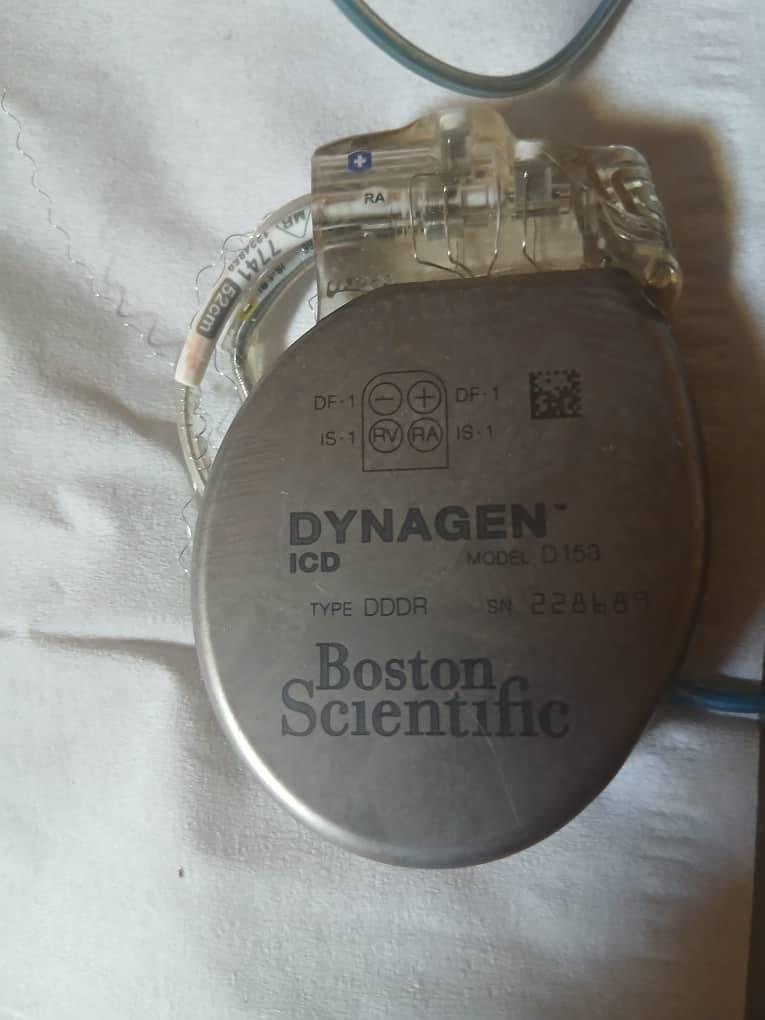 RA
MR
7741
52cm
DF-1 − + DF-1
IS-1 RV RA IS-1
DYNAGEN™
ICD MODEL D153
TYPE DDDR SN 228689
Boston
Scientific